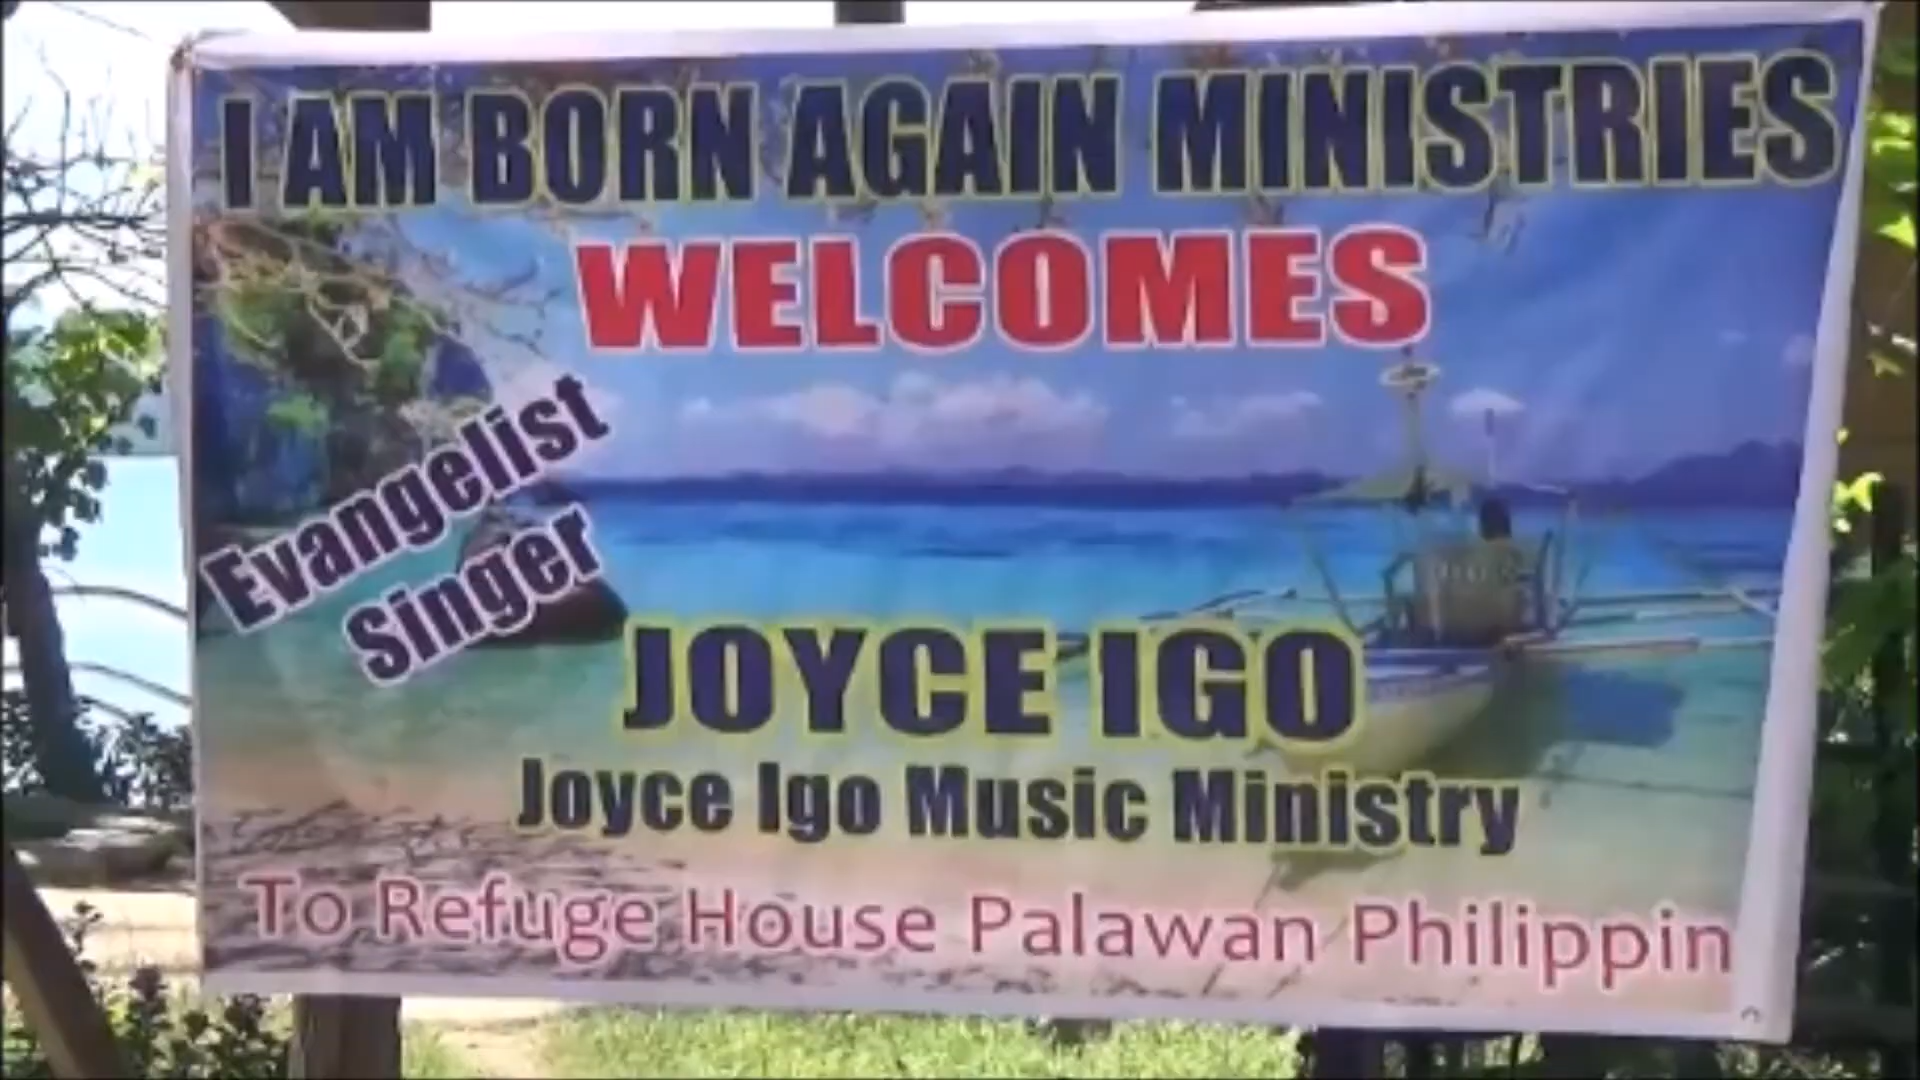 I AM BORN AGAIN MINISTRIES
WELCOMES
Evangelist
Singer
JOYCE IGO
Joyce Igo Music Ministry
To Refuge House Palawan Philippin